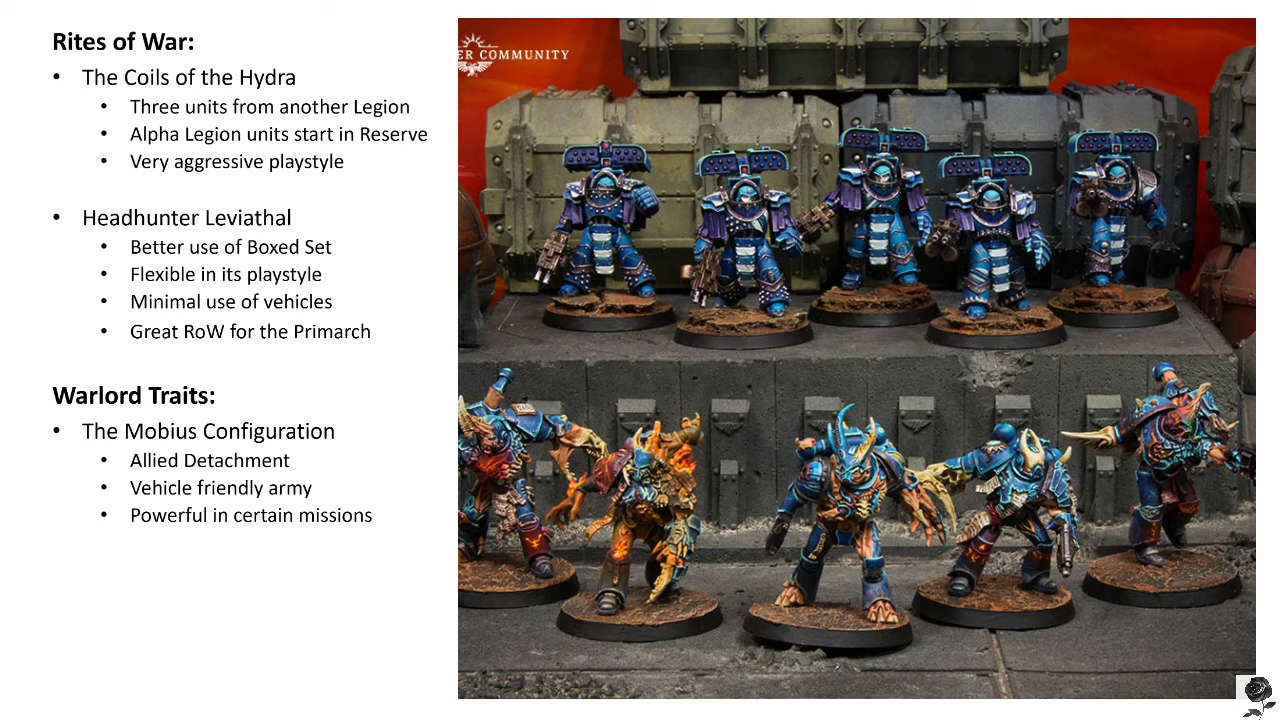 Rites of War:
• The Coils of the Hydra
• Three units from another Legion
• Alpha Legion units start in Reserve
• Very aggressive playstyle
• Headhunter Leviathal
• Better use of Boxed Set
• Flexible in its playstyle
• Minimal use of vehicles
• Great RoW for the Primarch
Warlord Traits:
• The Mobius Configuration
• Allied Detachment
• Vehicle friendly army
• Powerful in certain missions
ER COMMUNITY